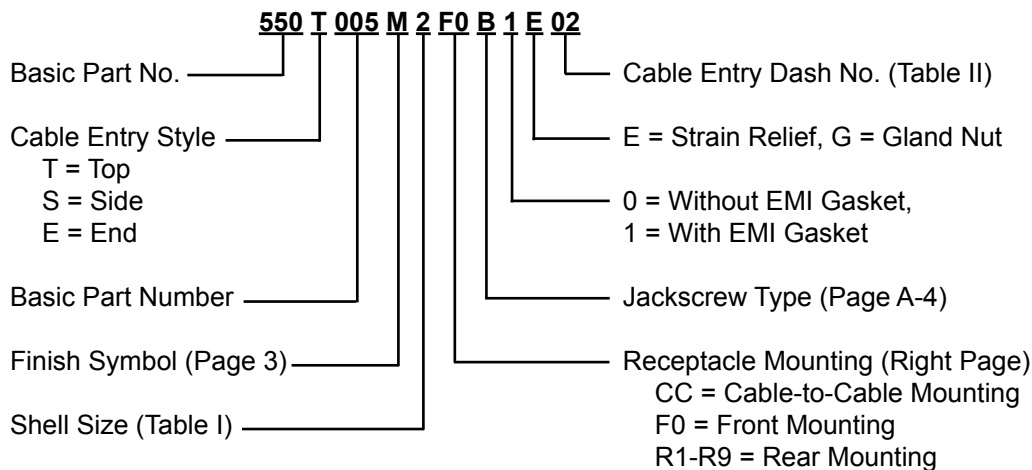 550 T 005 M 2 F0 B 1 E 02
Basic Part No.
Cable Entry Style
T = Top
S = Side
E = End
Basic Part Number
Finish Symbol (Page 3)
Shell Size (Table I)
Cable Entry Dash No. (Table II)
E = Strain Relief, G = Gland Nut
0 = Without EMI Gasket,
1 = With EMI Gasket
Jackscrew Type (Page A-4)
Receptacle Mounting (Right Page)
CC = Cable-to-Cable Mounting
F0 = Front Mounting
R1-R9 = Rear Mounting